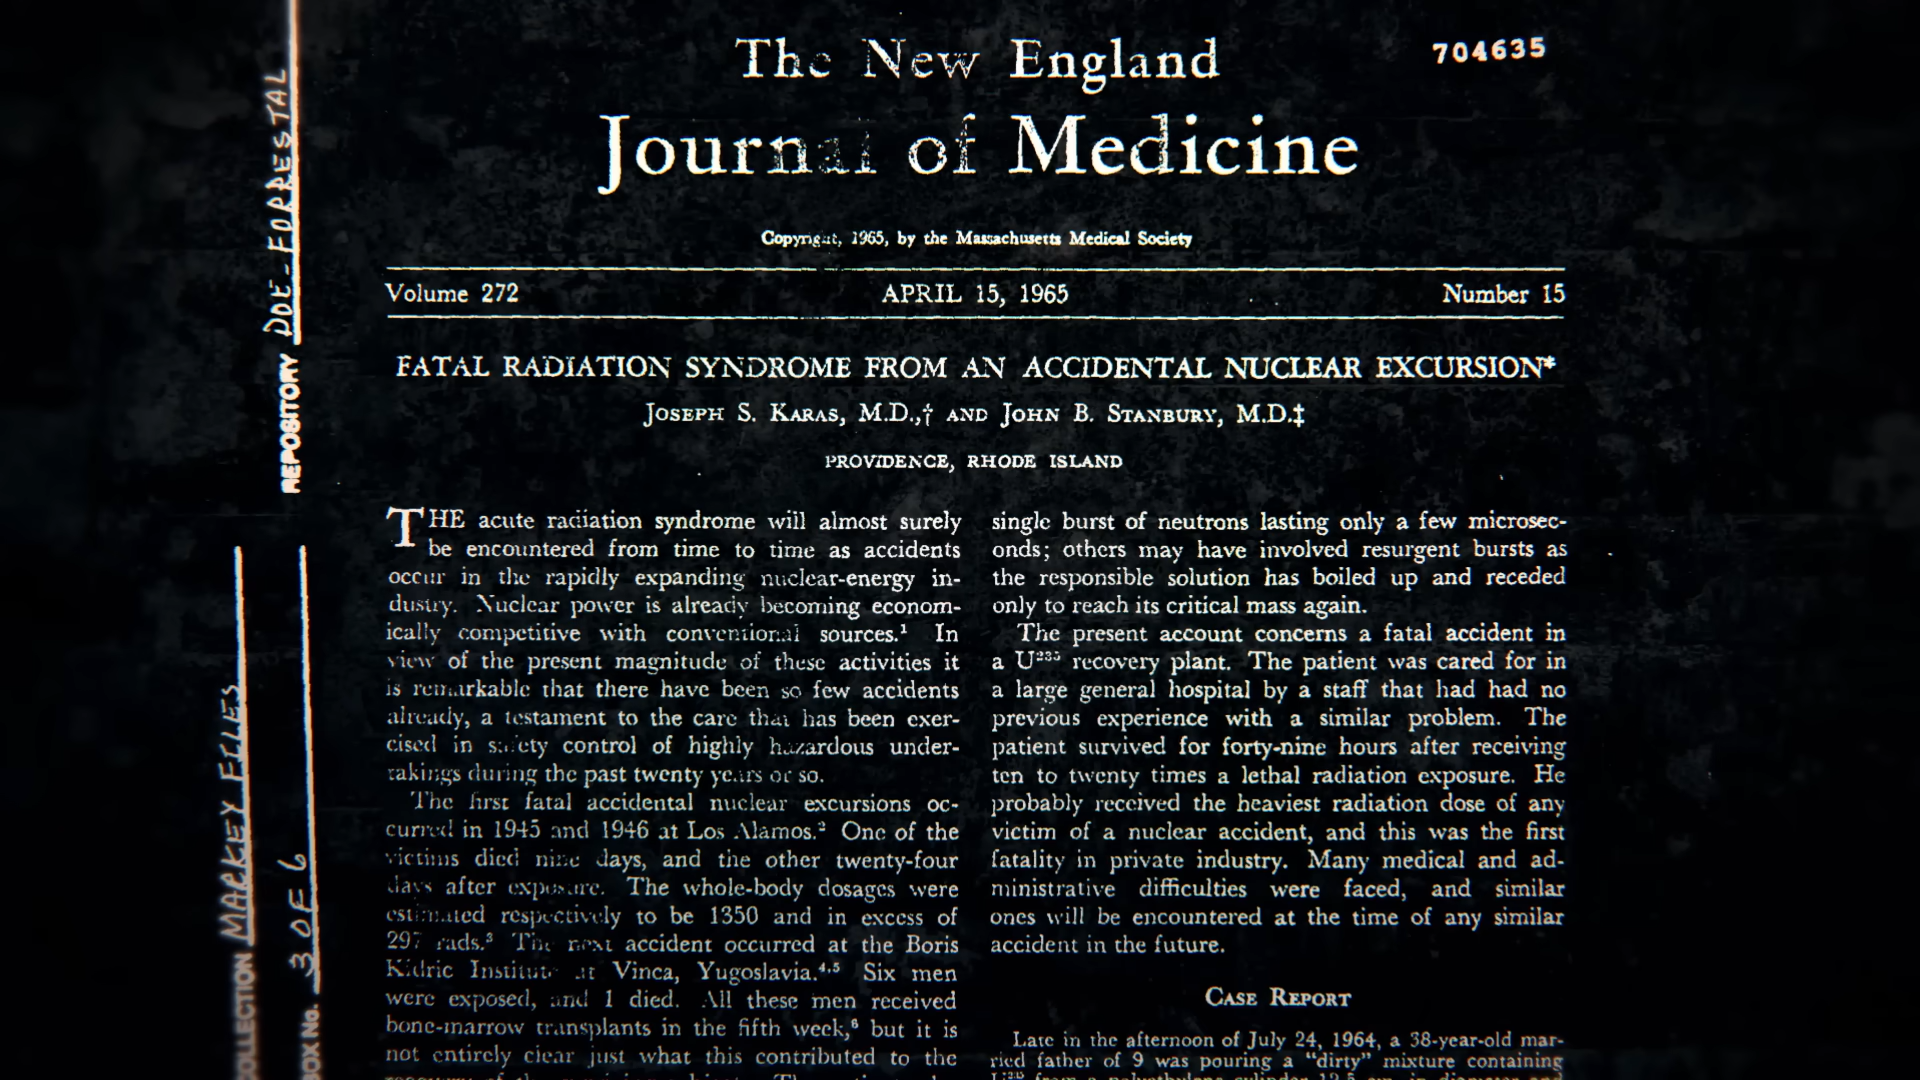 The New England
704635
Journal of Medicine
Copyright, 1965, by the Massachusetts Medical Society
Volume 272 APRIL 15, 1965 Number 15
FATAL RADIATION SYNDROME FROM AN ACCIDENTAL NUCLEAR EXCURSION*
JOSEPH S. KARAS, M.D.,† AND JOHN B. STANBURY, M.D.‡
PROVIDENCE, RHODE ISLAND
THE acute radiation syndrome will almost surely
be encountered from time to time as accidents
occur in the rapidly expanding nuclear-energy in-
dustry. Nuclear power is already becoming econom-
ically competitive with conventional sources.¹ In
view of the present magnitude of these activities it
is remarkable that there have been so few accidents
already, a testament to the care that has been exer-
cised in safety control of highly hazardous under-
takings during the past twenty years or so.
The first fatal accidental nuclear excursions oc-
curred in 1945 and 1946 at Los Alamos.² One of the
victims died nine days, and the other twenty-four
days after exposure. The whole-body dosages were
estimated respectively to be 1350 and in excess of
297 rads.³ The next accident occurred at the Boris
Kidric Institute at Vinca, Yugoslavia.⁴,⁵ Six men
were exposed, and 1 died. All these men received
bone-marrow transplants in the fifth week,⁶ but it is
not entirely clear just what this contributed to the
single burst of neutrons lasting only a few microsec-
onds; others may have involved resurgent bursts as
the responsible solution has boiled up and receded
only to reach its critical mass again.
The present account concerns a fatal accident in
a U²³⁵ recovery plant. The patient was cared for in
a large general hospital by a staff that had had no
previous experience with a similar problem. The
patient survived for forty-nine hours after receiving
ten to twenty times a lethal radiation exposure. He
probably received the heaviest radiation dose of any
victim of a nuclear accident, and this was the first
fatality in private industry. Many medical and ad-
ministrative difficulties were faced, and similar
ones will be encountered at the time of any similar
accident in the future.
CASE REPORT
Late in the afternoon of July 24, 1964, a 38-year-old mar-
ried father of 9 was pouring a "dirty" mixture containing
REPOSITORY DOE-FORRESTAL
COLLECTION MARKEY FILES
BOX No. 3 OF 6